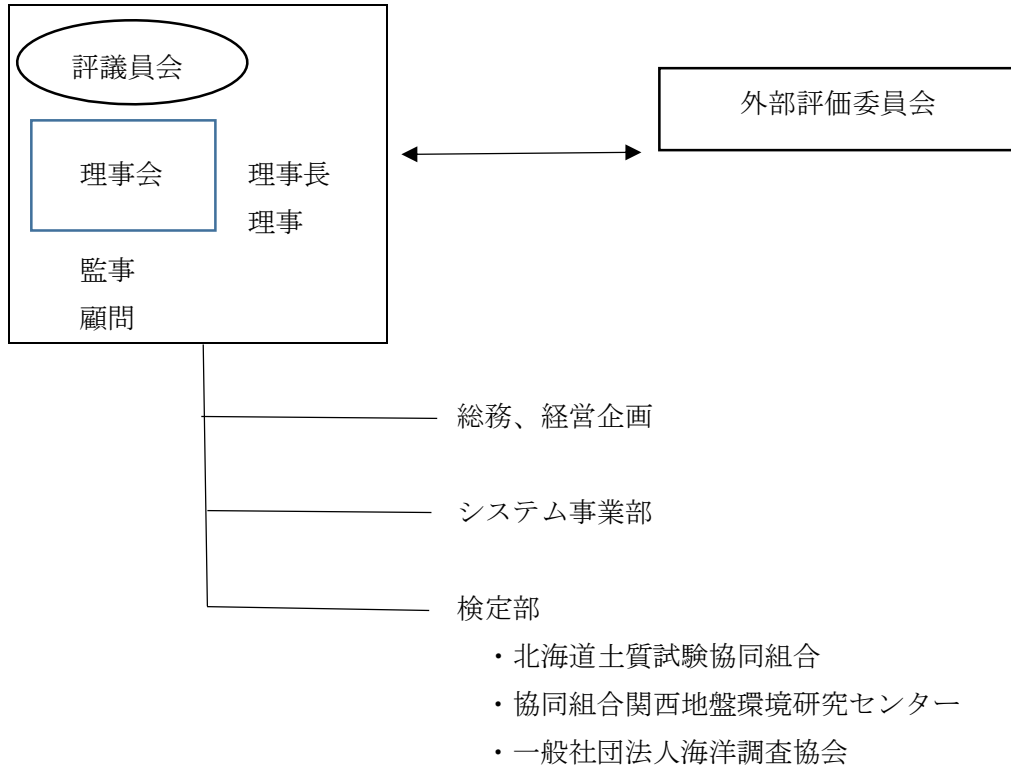 評議員会
外部評価委員会
理事会
理事長
理事
監事
顧問
総務、経営企画
システム事業部
検定部
・北海道土質試験協同組合
・協同組合関西地盤環境研究センター
・一般社団法人海洋調査協会